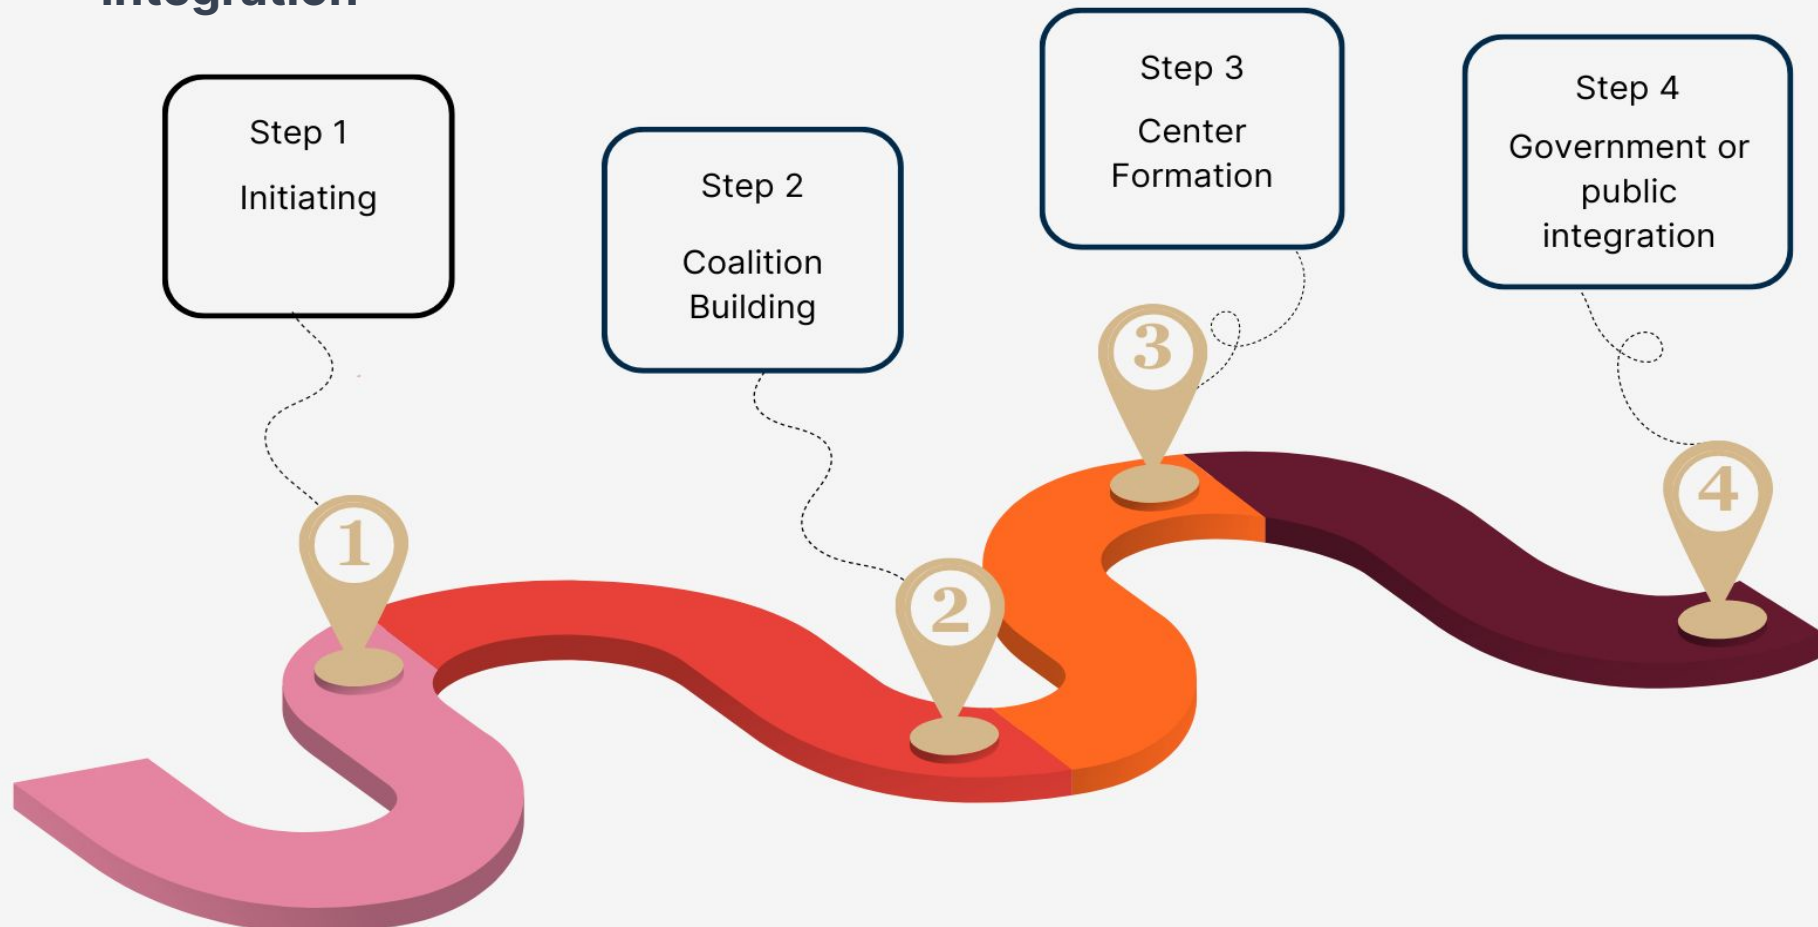 integration
Step 1
Initiating
Step 2
Coalition
Building
Step 3
Center
Formation
Step 4
Government or
public
integration
1
2
3
4